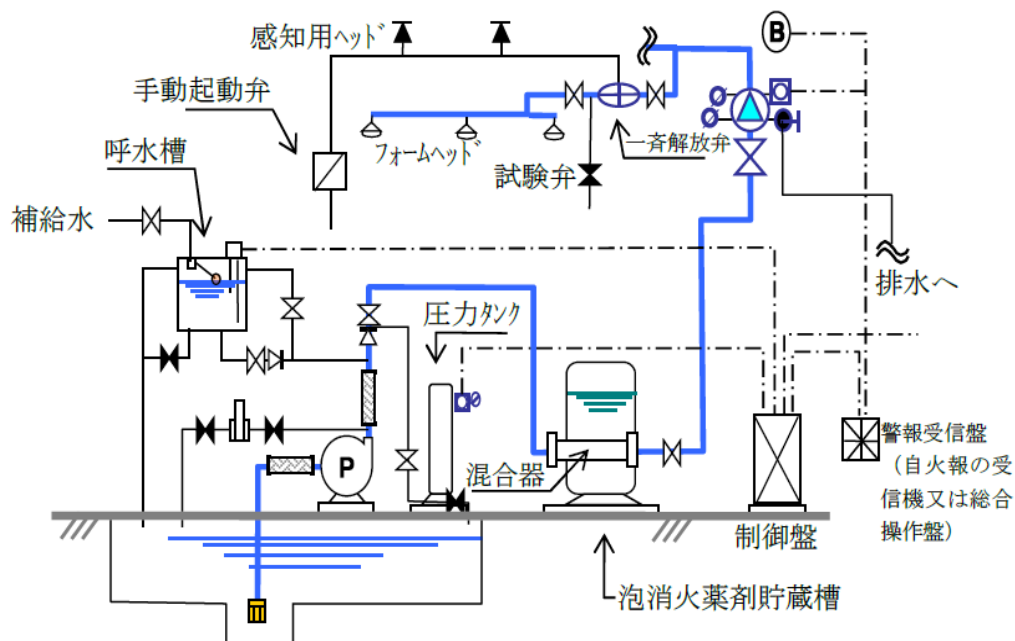 感知用ﾍｯﾄﾞ
B
手動起動弁
呼水槽
ﾌｫｰﾑﾍｯﾄﾞ
一斉解放弁
試験弁
補給水
排水へ
圧力ﾀﾝｸ
P
混合器
警報受信盤
（自火報の受
信機又は総合
操作盤）
制御盤
泡消火薬剤貯蔵槽